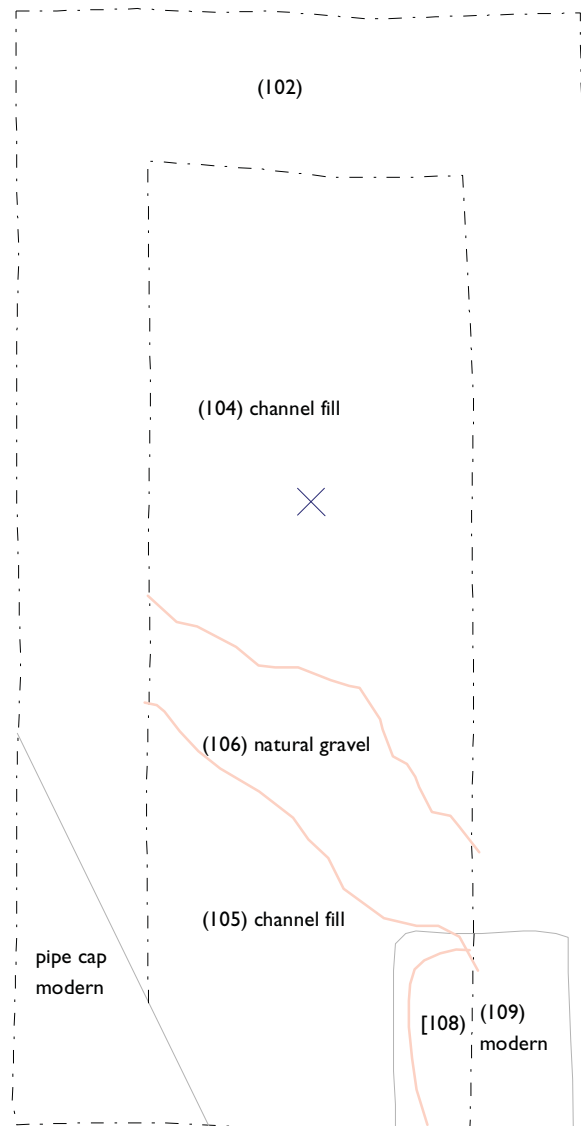 (102)
(104) channel fill
(106) natural gravel
(105) channel fill
pipe cap
modern
[108)
(109)
modern